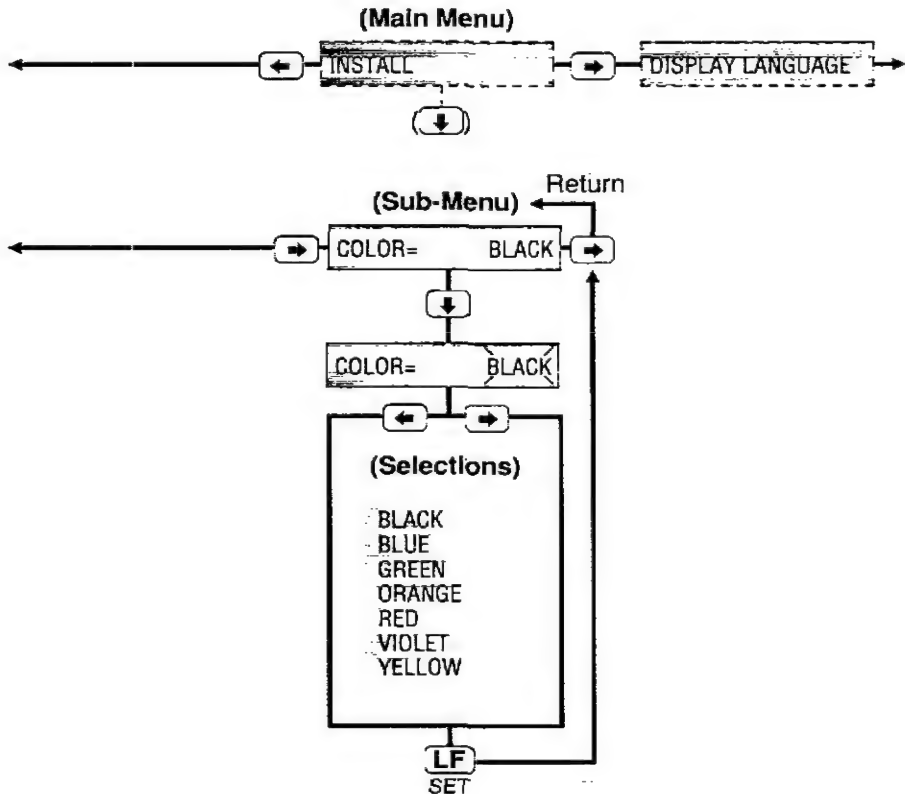 (Main Menu)
INSTALL
DISPLAY LANGUAGE
Return
(Sub-Menu)
COLOR= BLACK
COLOR= BLACK
(Selections)
BLACK
BLUE
GREEN
ORANGE
RED
VIOLET
YELLOW
LF
SET